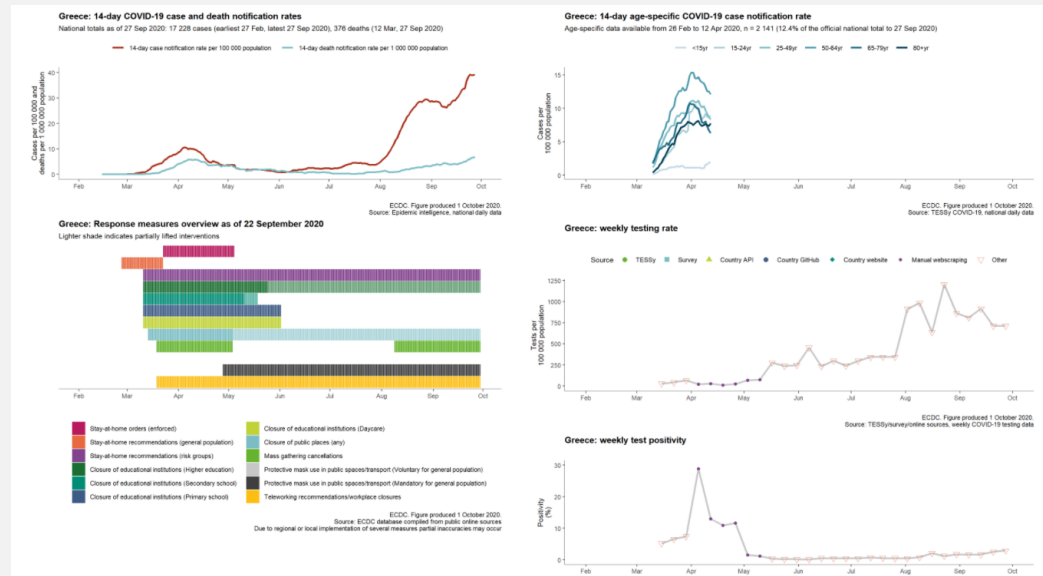 Greece: 14-day COVID-19 case and death notification rates
National totals as of 27 Sep 2020: 17 228 cases (earliest 27 Feb, latest 27 Sep 2020), 376 deaths (12 Mar, 27 Sep 2020)
14-day case notification rate per 100 000 population
14-day death notification rate per 1 000 000 population
Cases per 100 000 and
deaths per 1 000 000 population
40
30
20
10
0
Feb Mar Apr May Jun Jul Aug Sep Oct
ECDC. Figure produced 1 October 2020.
Source: Epidemic intelligence, national daily data
Greece: Response measures overview as of 22 September 2020
Lighter shade indicates partially lifted interventions
Feb Mar Apr May Jun Jul Aug Sep Oct
Stay-at-home orders (enforced)
Stay-at-home recommendations (general population)
Stay-at-home recommendations (risk groups)
Closure of educational institutions (Higher education)
Closure of educational institutions (Secondary school)
Closure of educational institutions (Primary school)
Closure of educational institutions (Daycare)
Closure of public places (any)
Mass gathering cancellations
Protective mask use in public spaces/transport (Voluntary for general population)
Protective mask use in public spaces/transport (Mandatory for general population)
Teleworking recommendations/workplace closures
ECDC. Figure produced 1 October 2020.
Source: ECDC database compiled from public online sources
Due to regional or local implementation of several measures partial inaccuracies may occur
Greece: 14-day age-specific COVID-19 case notification rate
Age-specific data available from 26 Feb to 12 Apr 2020, n = 2 141 (12.4% of the official national total to 27 Sep 2020)
<15yr 15-24yr 25-49yr 50-64yr 65-79yr 80+yr
Cases per
100 000 population
15
10
5
0
Feb Mar Apr May Jun Jul Aug Sep Oct
ECDC. Figure produced 1 October 2020.
Source: TESSy COVID-19, national daily data
Greece: weekly testing rate
Source TESSy Survey Country API Country GitHub Country website Manual webscraping Other
Tests per
100 000 population
1250
1000
750
500
250
0
Feb Mar Apr May Jun Jul Aug Sep Oct
ECDC. Figure produced 1 October 2020.
Source: TESSy/survey/online sources, weekly COVID-19 testing data
Greece: weekly test positivity
Positivity
(%)
30
20
10
0
Feb Mar Apr May Jun Jul Aug Sep Oct